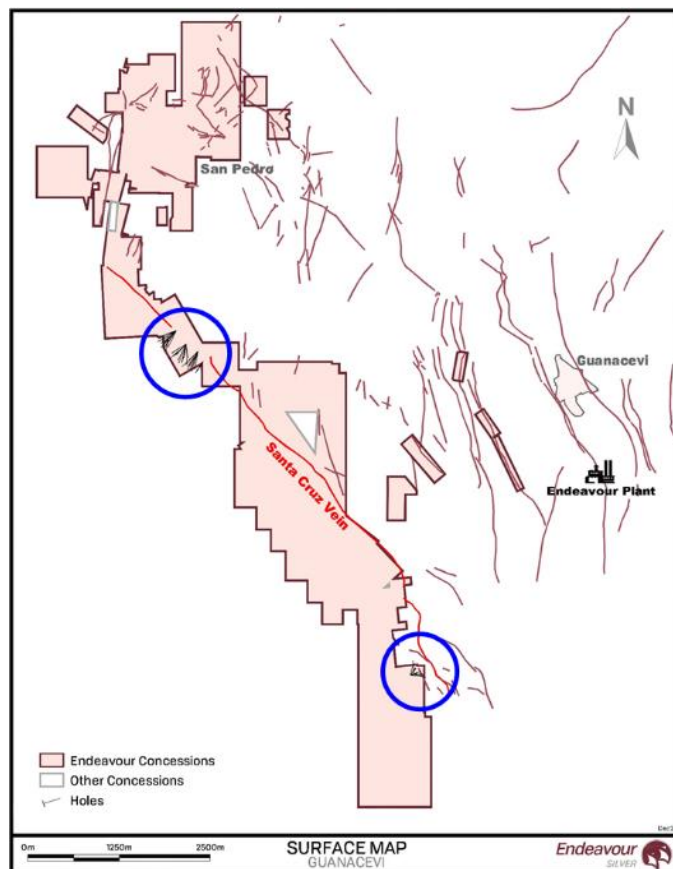 N
San Pedro
Guanacevi
Endeavour Plant
Santa Cruz Vein
Endeavour Concessions
Other Concessions
Holes
0m 1250m 2500m
SURFACE MAP
GUANACEVI
Endeavour
SILVER